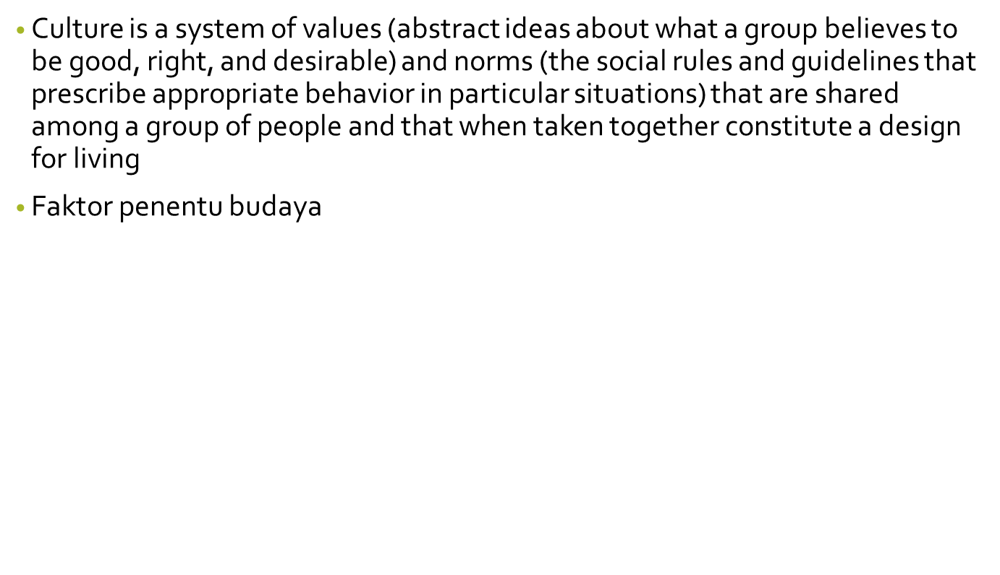 • Culture is a system of values (abstract ideas about what a group believes to
be good, right, and desirable) and norms (the social rules and guidelines that
prescribe appropriate behavior in particular situations) that are shared
among a group of people and that when taken together constitute a design
for living
• Faktor penentu budaya